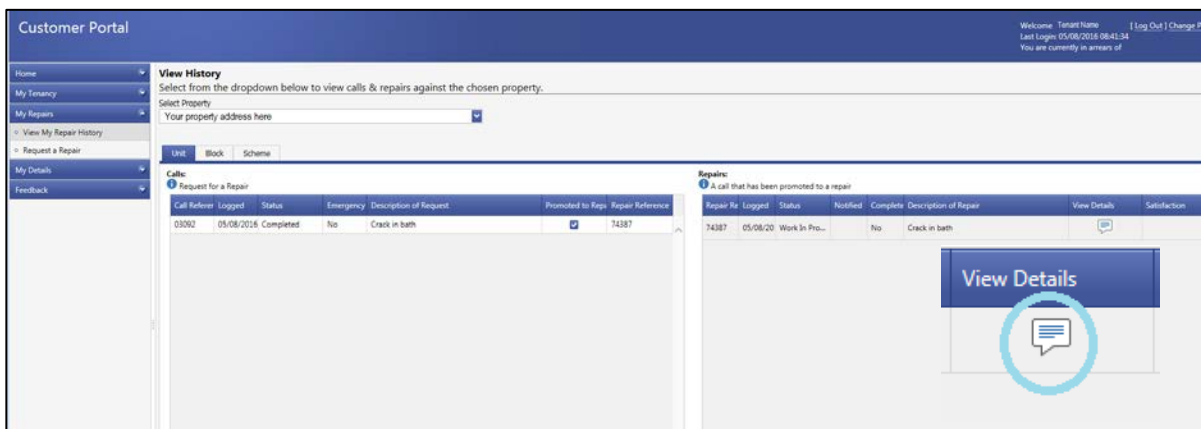 Customer Portal
Welcome Tenant Name [ Log Out ] Change P
Last Login: 05/08/2016 08:41:34
You are currently in arrears of
Home
My Tenancy
My Repairs
View My Repair History
Request a Repair
My Details
Feedback
View History
Select from the dropdown below to view calls & repairs against the chosen property.
Select Property
Your property address here
Unit Block Scheme
Calls:
Request for a Repair
Call Referer Logged Status Emergency Description of Request Promoted to Repa Repair Reference
03092 05/08/2016 Completed No Crack in bath 74387
Repairs:
A call that has been promoted to a repair
Repair Re Logged Status Notified Complete Description of Repair View Details Satisfaction
74387 05/08/20 Work In Pro... No Crack in bath
View Details